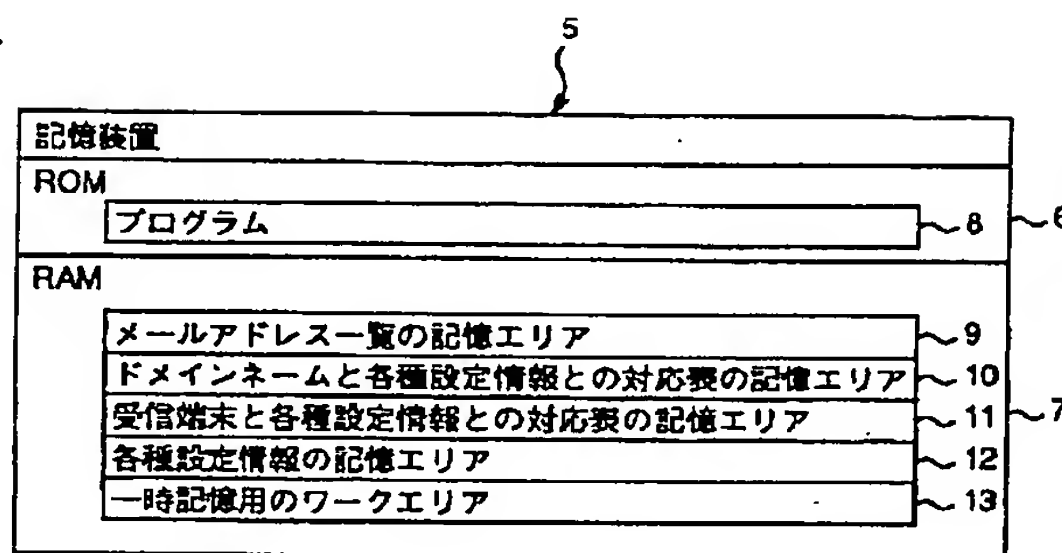 5
記憶装置
ROM
プログラム 8 6
RAM
メールアドレス一覧の記憶エリア 9
ドメインネームと各種設定情報との対応表の記憶エリア 10
受信端末と各種設定情報との対応表の記憶エリア 11 7
各種設定情報の記憶エリア 12
一時記憶用のワークエリア 13